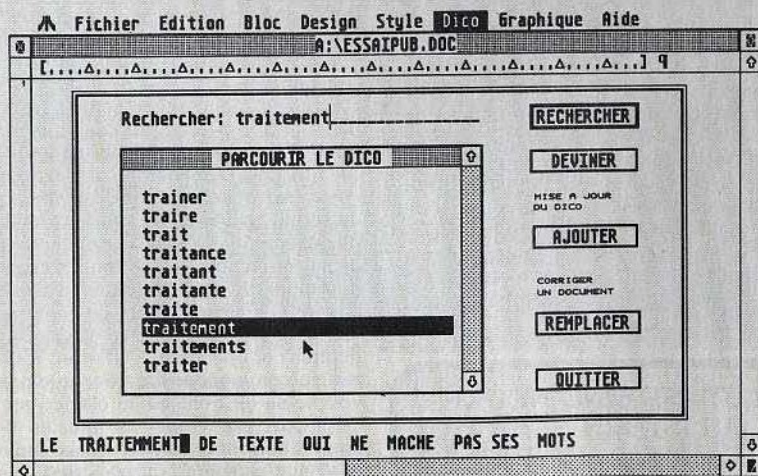 Fichier Edition Bloc Design Style Dico Graphique Aide
A:\ESSAIPUB.DOC
Rechercher: traitement
RECHERCHER
PARCOURIR LE DICO
DEVINER
trainer
traire
trait
traitance
traitant
traitante
traite
traitement
traitements
traiter
MISE A JOUR
DU DICO
AJOUTER
CORRIGER
UN DOCUMENT
REMPLACER
QUITTER
LE TRAITEMMENT DE TEXTE QUI NE MACHE PAS SES MOTS